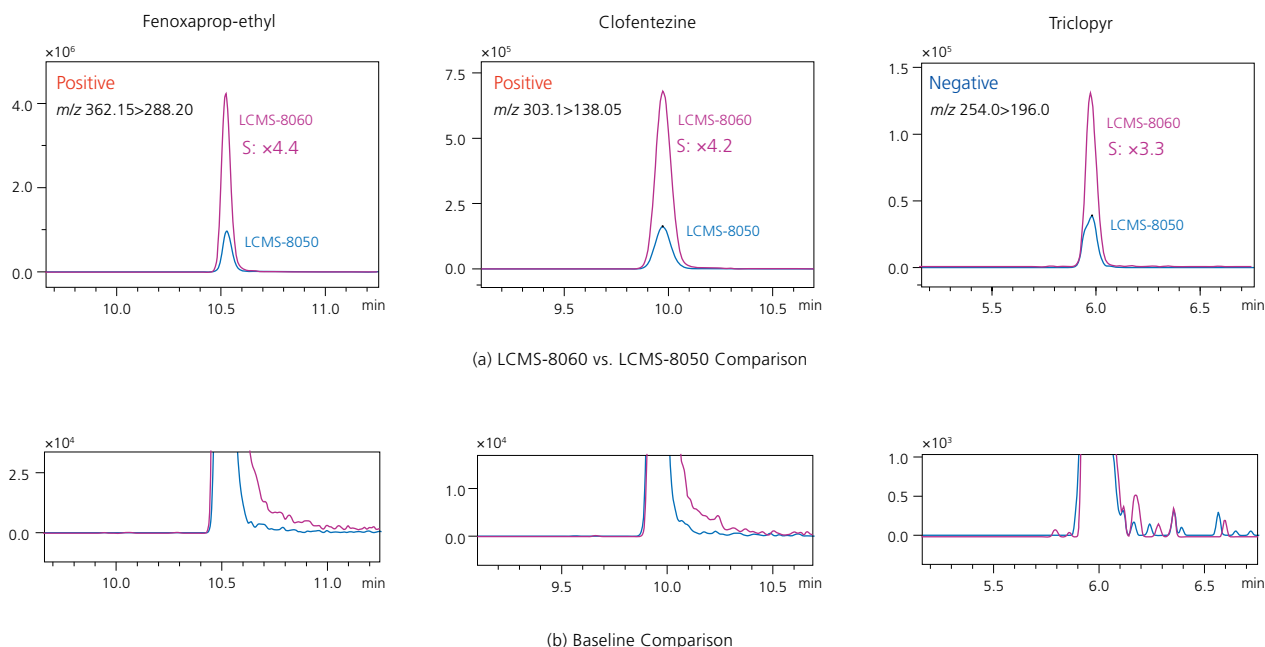 Fenoxaprop-ethyl
×10⁶
Positive
m/z 362.15>288.20
LCMS-8060
S: ×4.4
LCMS-8050
4.0
2.0
0.0
10.0 10.5 11.0 min
Clofentezine
×10⁵
Positive
m/z 303.1>138.05
LCMS-8060
S: ×4.2
LCMS-8050
7.5
5.0
2.5
0.0
9.5 10.0 10.5 min
Triclopyr
×10⁵
Negative
m/z 254.0>196.0
LCMS-8060
S: ×3.3
LCMS-8050
1.5
1.0
0.5
0.0
5.5 6.0 6.5 min
(a) LCMS-8060 vs. LCMS-8050 Comparison
×10⁴
2.5
0.0
10.0 10.5 11.0 min
×10⁴
1.0
0.0
9.5 10.0 10.5 min
×10³
1.0
0.5
0.0
5.5 6.0 6.5 min
(b) Baseline Comparison